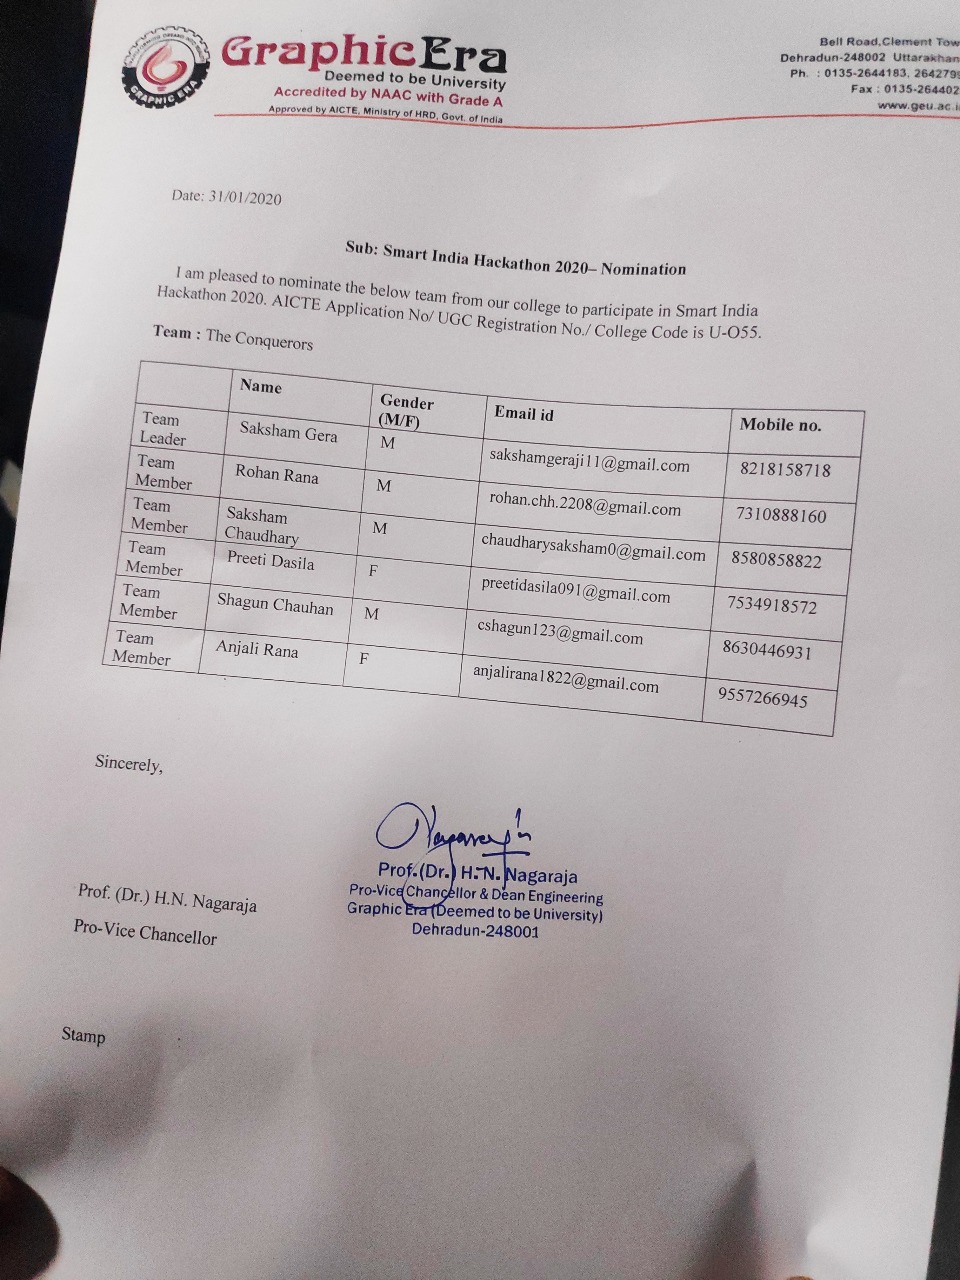 GraphicEra
Deemed to be University
Accredited by NAAC with Grade A
Approved by AICTE, Ministry of HRD, Govt. of India
GRAPHIC ERA
Bell Road,Clement Tow
Dehradun-248002 Uttarakhan
Ph. : 0135-2644183, 2642799
Fax : 0135-264402
www.geu.ac.i
Date: 31/01/2020
Sub: Smart India Hackathon 2020– Nomination
I am pleased to nominate the below team from our college to participate in Smart India
Hackathon 2020. AICTE Application No/ UGC Registration No./ College Code is U-O55.
Team : The Conquerors
Name Gender (M/F) Email id Mobile no.
Team Leader Saksham Gera M sakshamgeraji11@gmail.com 8218158718
Team Member Rohan Rana M rohan.chh.2208@gmail.com 7310888160
Team Member Saksham Chaudhary M chaudharysaksham0@gmail.com 8580858822
Team Member Preeti Dasila F preetidasila091@gmail.com 7534918572
Team Member Shagun Chauhan M cshagun123@gmail.com 8630446931
Team Member Anjali Rana F anjalirana1822@gmail.com 9557266945
Sincerely,
Nagaraja
Prof.(Dr.) H.N. Nagaraja
Pro-Vice Chancellor & Dean Engineering
Graphic Era (Deemed to be University)
Dehradun-248001
Prof. (Dr.) H.N. Nagaraja
Pro-Vice Chancellor
Stamp